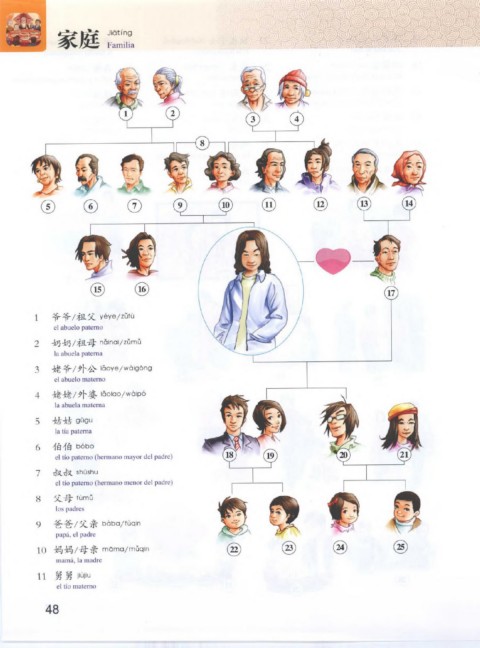 家庭 Jiātíng
Familia
1 2 3 4
8
5 6 7 9 10 11 12 13 14
15 16 17
1 爷爷/祖父 yéye/zǔfù
el abuelo paterno
2 奶奶/祖母 nǎinai/zǔmǔ
la abuela paterna
3 姥爷/外公 lǎoye/wàigōng
el abuelo materno
4 姥姥/外婆 lǎolao/wàipó
la abuela materna
5 姑姑 gūgu
la tía paterna
6 伯伯 bóbo
el tío paterno (hermano mayor del padre)
7 叔叔 shūshu
el tío paterno (hermano menor del padre)
8 父母 fùmǔ
los padres
9 爸爸/父亲 bàba/fùqin
papá, el padre
10 妈妈/母亲 māma/mǔqin
mamá, la madre
11 舅舅 jiùjiu
el tío materno
18 19 20 21
22 23 24 25
48